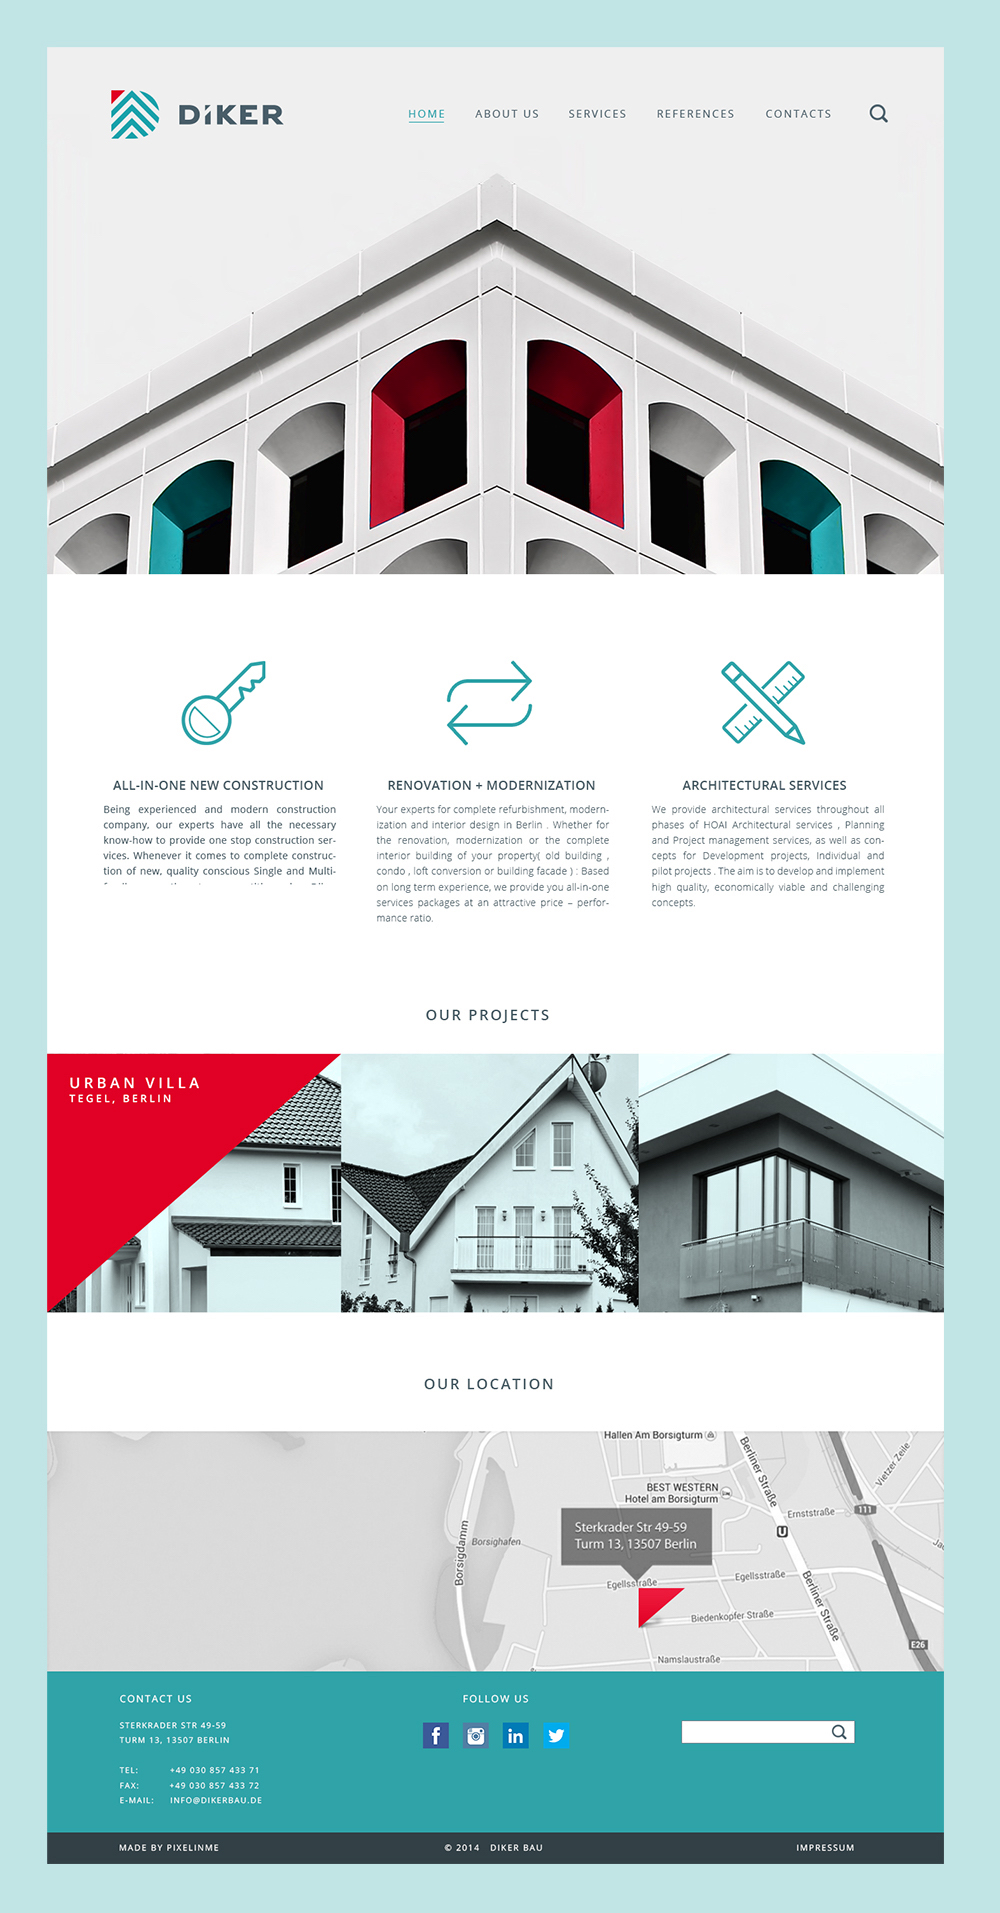 DiKER
HOME ABOUT US SERVICES REFERENCES CONTACTS
ALL-IN-ONE NEW CONSTRUCTION
Being experienced and modern construction
company, our experts have all the necessary
know-how to provide one stop construction ser-
vices. Whenever it comes to complete construc-
tion of new, quality conscious Single and Multi-
RENOVATION + MODERNIZATION
Your experts for complete refurbishment, modern-
ization and interior design in Berlin . Whether for
the renovation, modernization or the complete
interior building of your property( old building ,
condo , loft conversion or building facade ) : Based
on long term experience, we provide you all-in-one
services packages at an attractive price – perfor-
mance ratio.
ARCHITECTURAL SERVICES
We provide architectural services throughout all
phases of HOAI Architectural services , Planning
and Project management services, as well as con-
cepts for Development projects, Individual and
pilot projects . The aim is to develop and implement
high quality, economically viable and challenging
concepts.
OUR PROJECTS
URBAN VILLA
TEGEL, BERLIN
OUR LOCATION
Hallen Am Borsigturm
BEST WESTERN
Hotel am Borsigturm
Berliner Straße
Vietzer Zeile
Ernststraße
111
U
Sterkrader Str 49-59
Turm 13, 13507 Berlin
Borsigdamm
Borsighafen
Egellsstraße
Egellsstraße
Berliner Straße
Biedenkopfer Straße
E26
Namslaustraße
CONTACT US
STERKRADER STR 49-59
TURM 13, 13507 BERLIN
TEL: +49 030 857 433 71
FAX: +49 030 857 433 72
E-MAIL: INFO@DIKERBAU.DE
FOLLOW US
f
in
MADE BY PIXELINME
© 2014 DIKER BAU
IMPRESSUM